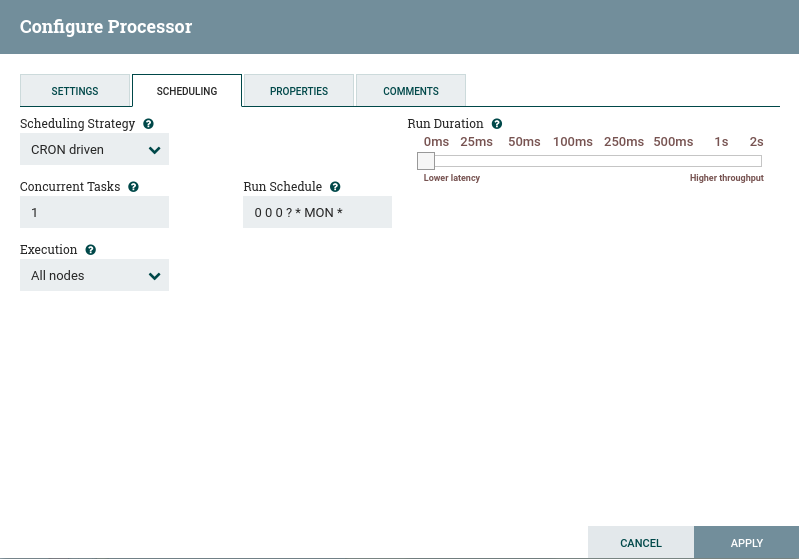 Configure Processor
SETTINGS SCHEDULING PROPERTIES COMMENTS
Scheduling Strategy
CRON driven
Run Duration
0ms 25ms 50ms 100ms 250ms 500ms 1s 2s
Lower latency Higher throughput
Concurrent Tasks
1
Run Schedule
0 0 0 ? * MON *
Execution
All nodes
CANCEL APPLY